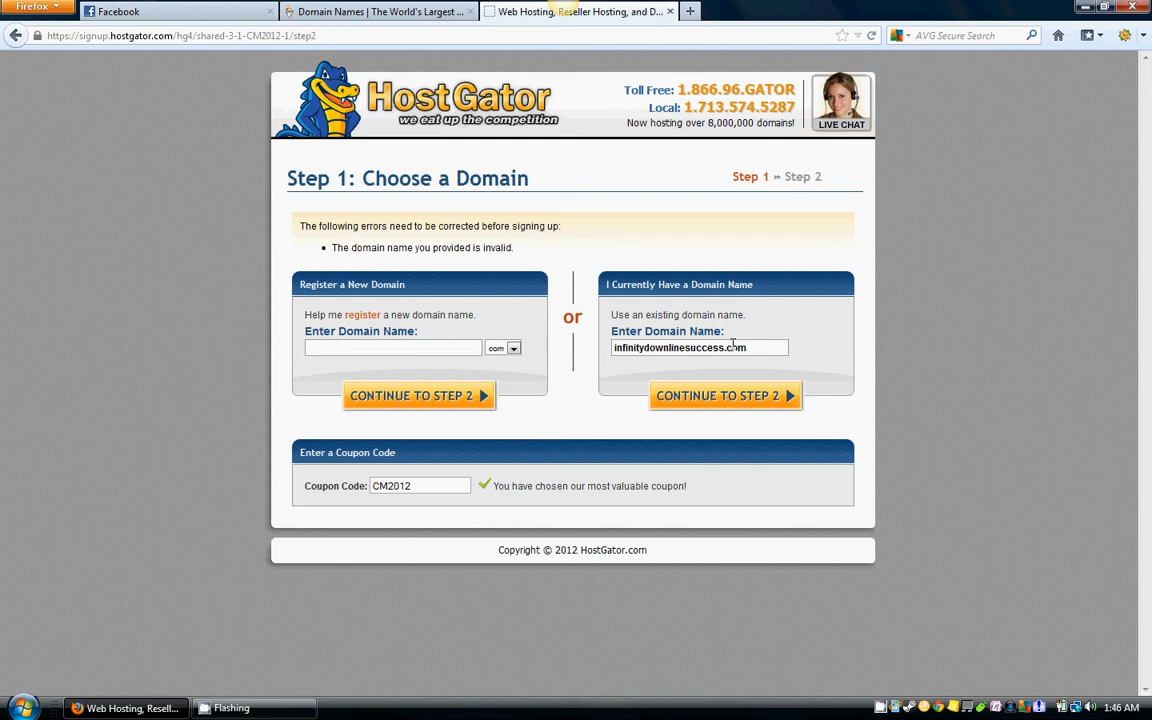 Firefox
Facebook
Domain Names | The World's Largest ...
Web Hosting, Reseller Hosting, and D...
https://signup.hostgator.com/hg4/shared-3-1-CM2012-1/step2
AVG Secure Search
HostGator
we eat up the competition
Toll Free: 1.866.96.GATOR
Local: 1.713.574.5287
Now hosting over 8,000,000 domains!
LIVE CHAT
Step 1: Choose a Domain
Step 1 » Step 2
The following errors need to be corrected before signing up:
The domain name you provided is invalid.
Register a New Domain
Help me register a new domain name.
Enter Domain Name:
com
CONTINUE TO STEP 2
or
I Currently Have a Domain Name
Use an existing domain name.
Enter Domain Name:
infinitydownlinesuccess.com
CONTINUE TO STEP 2
Enter a Coupon Code
Coupon Code: CM2012 You have chosen our most valuable coupon!
Copyright © 2012 HostGator.com
Web Hosting, Resell...
Flashing
1:46 AM